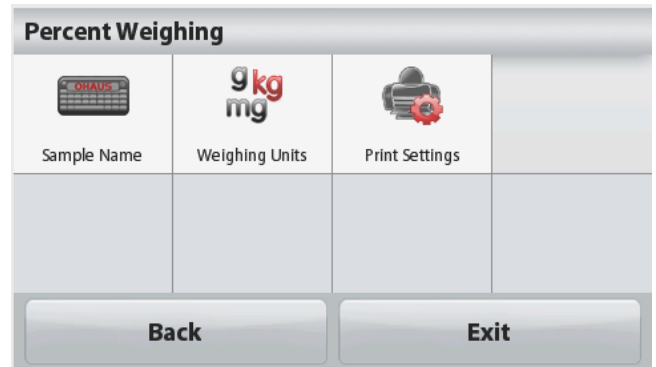 Percent Weighing
OHAUS
g kg
mg
Sample Name
Weighing Units
Print Settings
Back
Exit